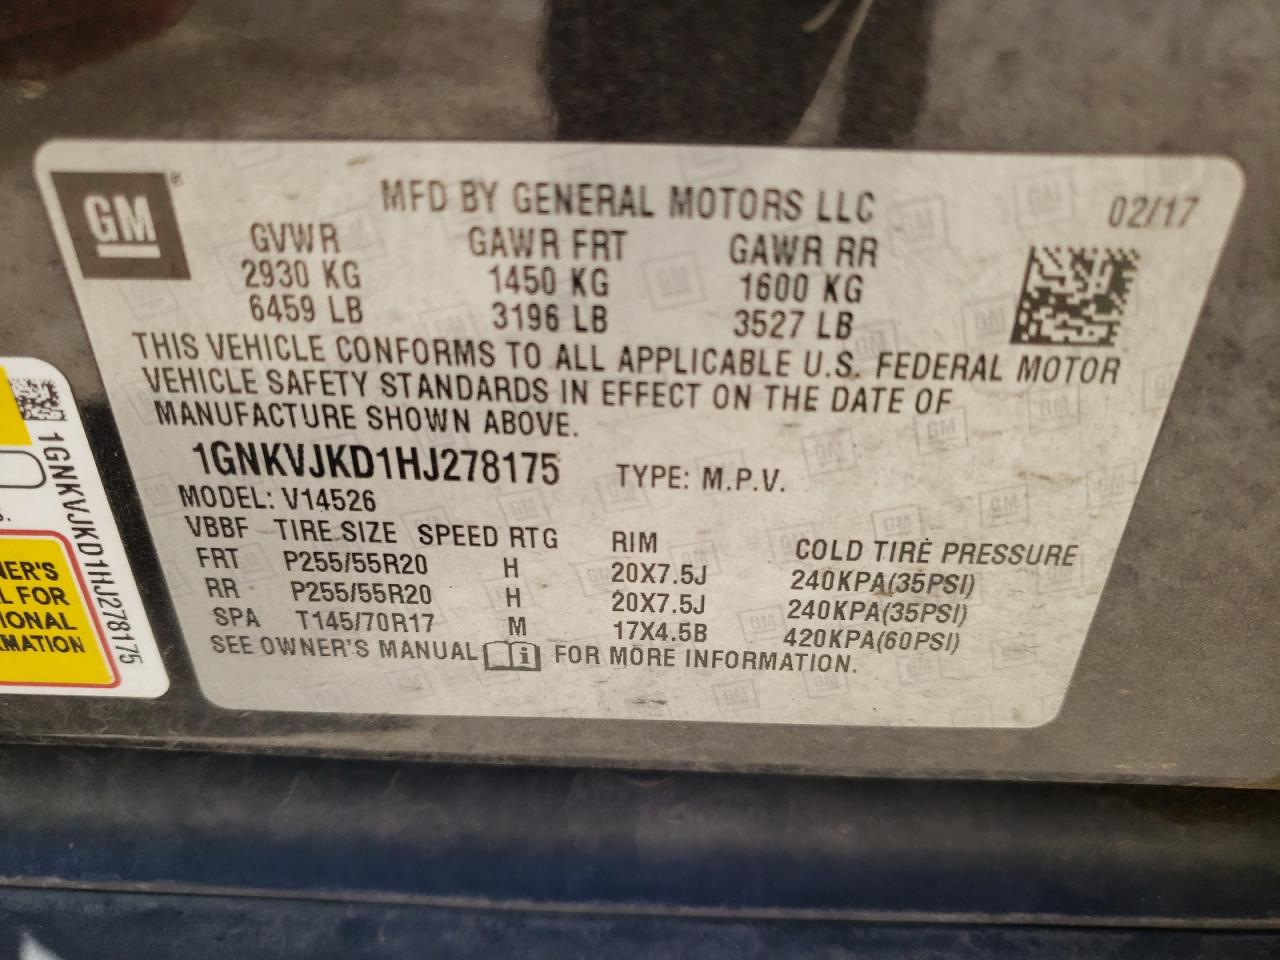 GM
MFD BY GENERAL MOTORS LLC 02/17
GVWR GAWR FRT GAWR RR
2930 KG 1450 KG 1600 KG
6459 LB 3196 LB 3527 LB
THIS VEHICLE CONFORMS TO ALL APPLICABLE U.S. FEDERAL MOTOR
VEHICLE SAFETY STANDARDS IN EFFECT ON THE DATE OF
MANUFACTURE SHOWN ABOVE.
1GNKVJKD1HJ278175 TYPE: M.P.V.
MODEL: V14526
VBBF TIRE SIZE SPEED RTG RIM COLD TIRE PRESSURE
FRT P255/55R20 H 20X7.5J 240KPA(35PSI)
RR P255/55R20 H 20X7.5J 240KPA(35PSI)
SPA T145/70R17 M 17X4.5B 420KPA(60PSI)
SEE OWNER'S MANUAL i FOR MORE INFORMATION.
1GNKVJKD1HJ278175
S.
NER'S
L FOR
IONAL
RMATION